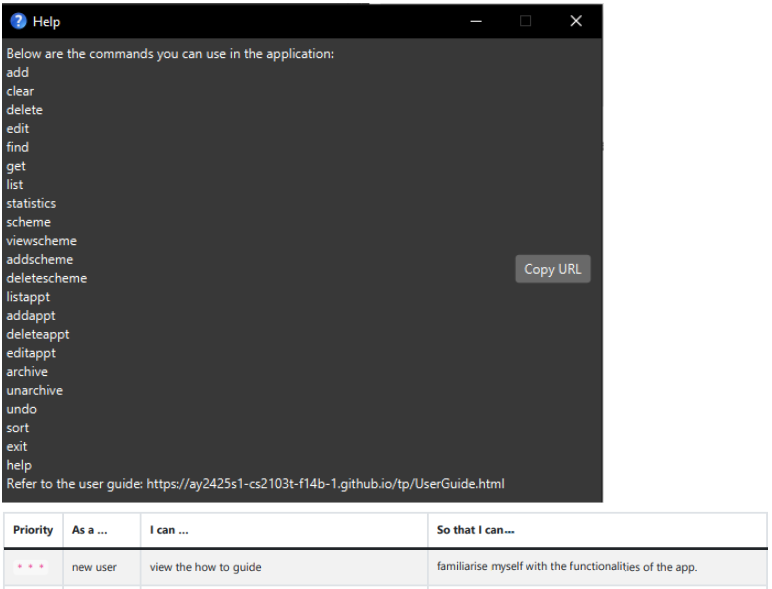 Help
Below are the commands you can use in the application:
add
clear
delete
edit
find
get
list
statistics
scheme
viewscheme
addscheme
deletescheme
listappt
addappt
deleteappt
editappt
archive
unarchive
undo
sort
exit
help
Refer to the user guide: https://ay2425s1-cs2103t-f14b-1.github.io/tp/UserGuide.html
Copy URL
Priority As a ... I can ... So that I can...
* * * new user view the how to guide familiarise myself with the functionalities of the app.